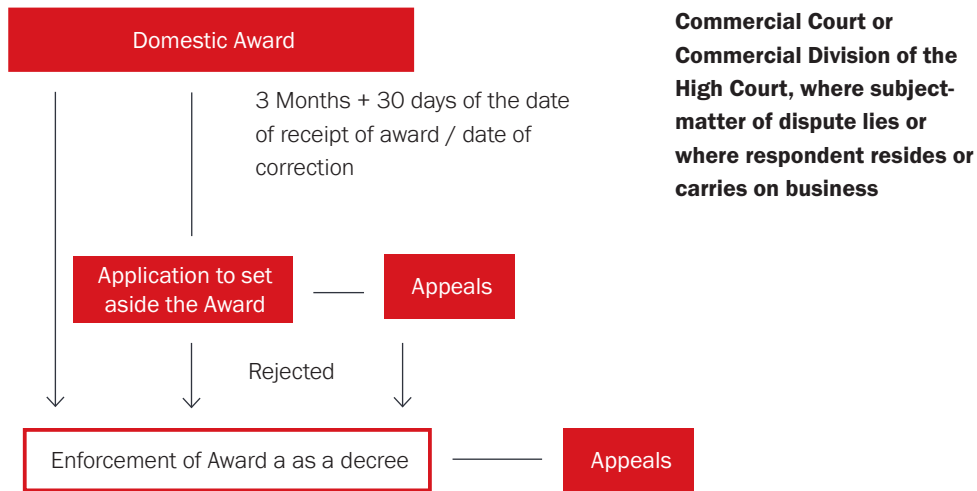 Domestic Award
3 Months + 30 days of the date
of receipt of award / date of
correction
Commercial Court or
Commercial Division of the
High Court, where subject-
matter of dispute lies or
where respondent resides or
carries on business
Application to set
aside the Award
Appeals
Rejected
Enforcement of Award a as a decree
Appeals